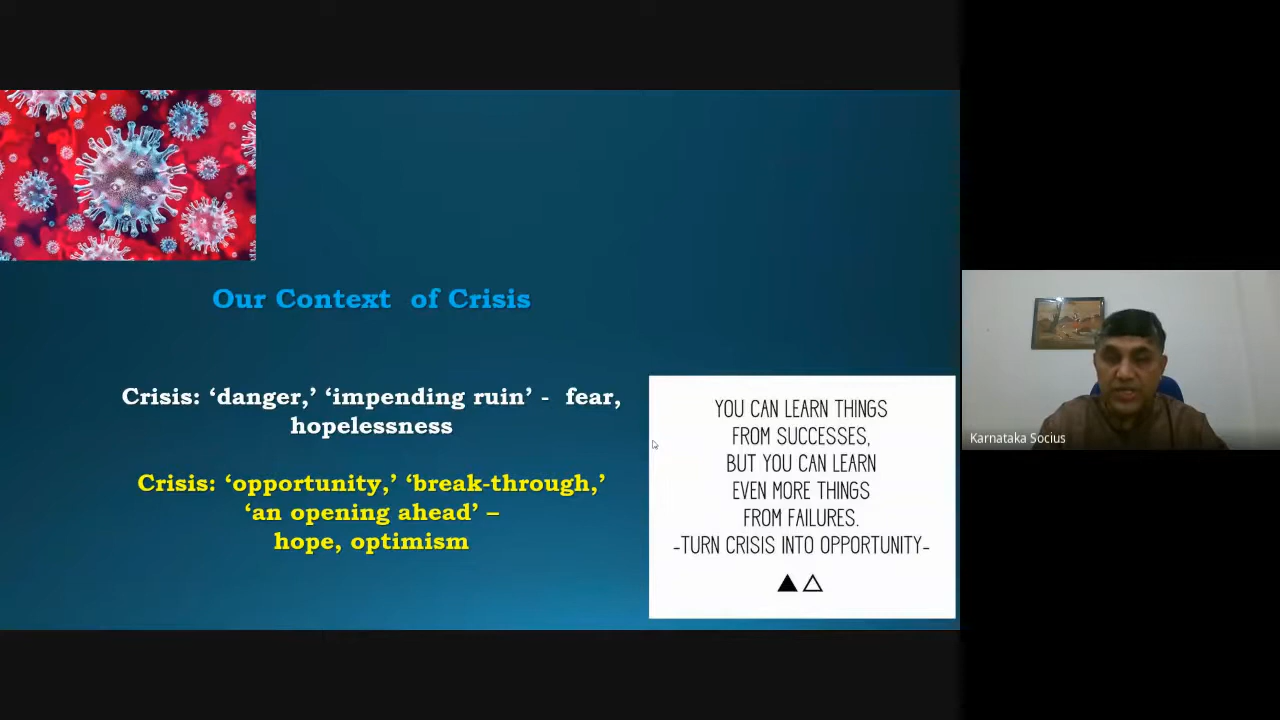 Our Context of Crisis
Crisis: ‘danger,’ ‘impending ruin’ - fear,
hopelessness
Crisis: ‘opportunity,’ ‘break-through,’
‘an opening ahead’ –
hope, optimism
YOU CAN LEARN THINGS
FROM SUCCESSES,
BUT YOU CAN LEARN
EVEN MORE THINGS
FROM FAILURES.
-TURN CRISIS INTO OPPORTUNITY-
Karnataka Socius